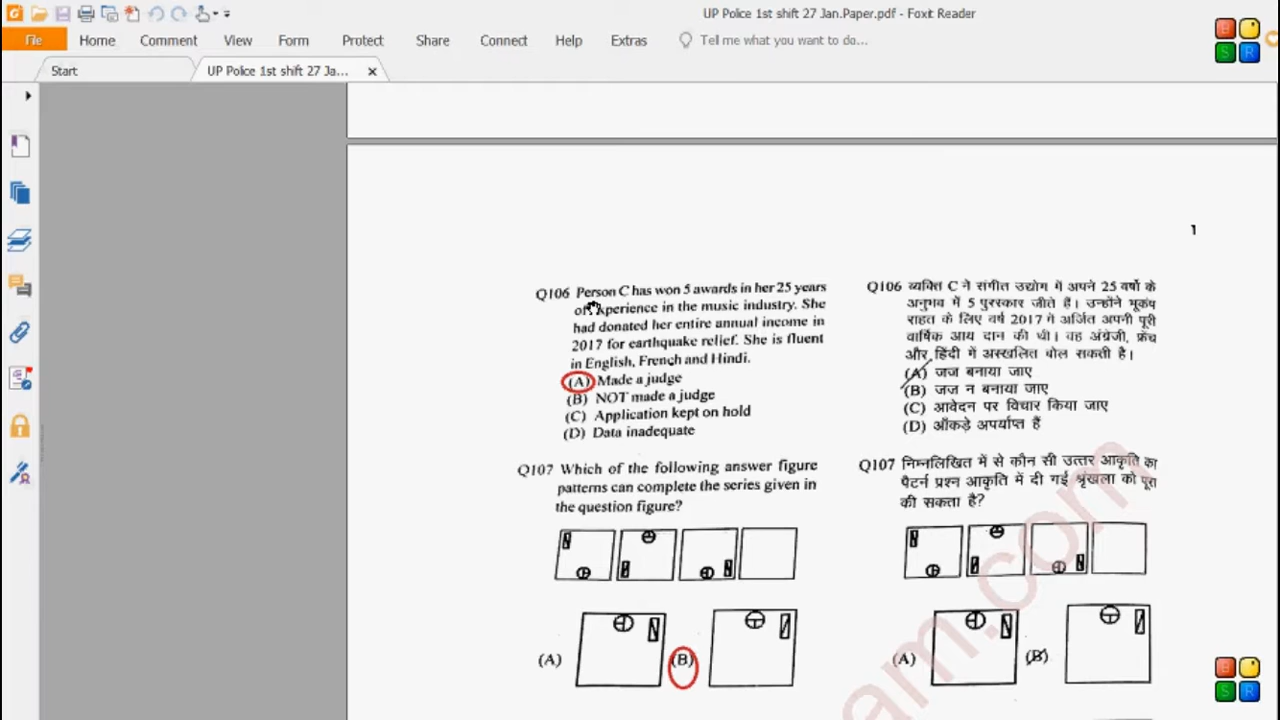 UP Police 1st shift 27 Jan.Paper.pdf - Foxit Reader
File Home Comment View Form Protect Share Connect Help Extras Tell me what you want to do...
Start UP Police 1st shift 27 Ja...
B
S R
1
Q106 Person C has won 5 awards in her 25 years
of experience in the music industry. She
had donated her entire annual income in
2017 for earthquake relief. She is fluent
in English, French and Hindi.
(A) Made a judge
(B) NOT made a judge
(C) Application kept on hold
(D) Data inadequate
Q107 Which of the following answer figure
patterns can complete the series given in
the question figure?
(A) (B)
Q106 व्यक्ति C ने संगीत उद्योग में अपने 25 वर्षों के
अनुभव में 5 पुरस्कार जीते हैं। उन्होंने भूकंप
राहत के लिए वर्ष 2017 में अर्जित अपनी पूरी
वार्षिक आय दान की थी। वह अंग्रेजी, फ्रेंच
और हिंदी में अस्खलित बोल सकती है।
(A) जज बनाया जाए
(B) जज न बनाया जाए
(C) आवेदन पर विचार किया जाए
(D) आँकड़े अपर्याप्त हैं
Q107 निम्नलिखित में से कौन सी उत्तर आकृति का
पैटर्न प्रश्न आकृति में दी गई श्रृंखला को पूरा
की सकता है?
(A) (B)
am.com
B
S R